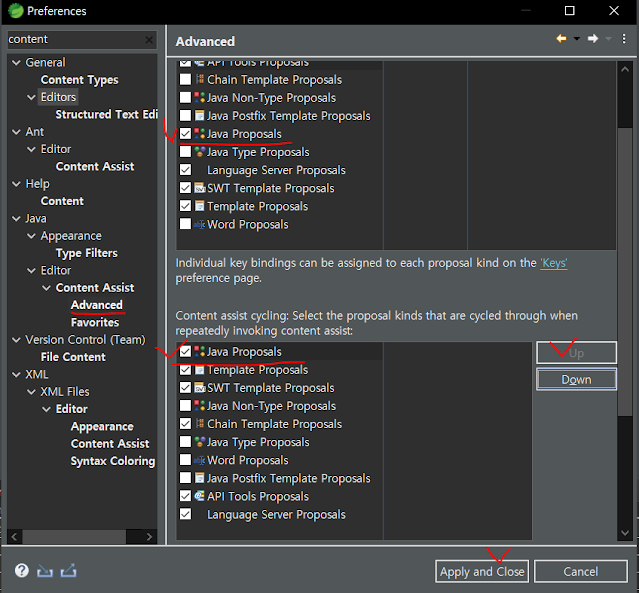 Preferences
content
Advanced
General
Content Types
Editors
Structured Text Edi
Ant
Editor
Content Assist
Help
Content
Java
Appearance
Type Filters
Editor
Content Assist
Advanced
Favorites
Version Control (Team)
File Content
XML
XML Files
Editor
Appearance
Content Assist
Syntax Coloring
API Tools Proposals
Chain Template Proposals
Java Non-Type Proposals
Java Postfix Template Proposals
Java Proposals
Java Type Proposals
Language Server Proposals
SWT Template Proposals
Template Proposals
Word Proposals
Individual key bindings can be assigned to each proposal kind on the 'Keys'
preference page.
Content assist cycling: Select the proposal kinds that are cycled through when
repeatedly invoking content assist:
Java Proposals
Template Proposals
SWT Template Proposals
Java Non-Type Proposals
Chain Template Proposals
Java Type Proposals
Word Proposals
Java Postfix Template Proposals
API Tools Proposals
Language Server Proposals
Up
Down
Apply and Close
Cancel